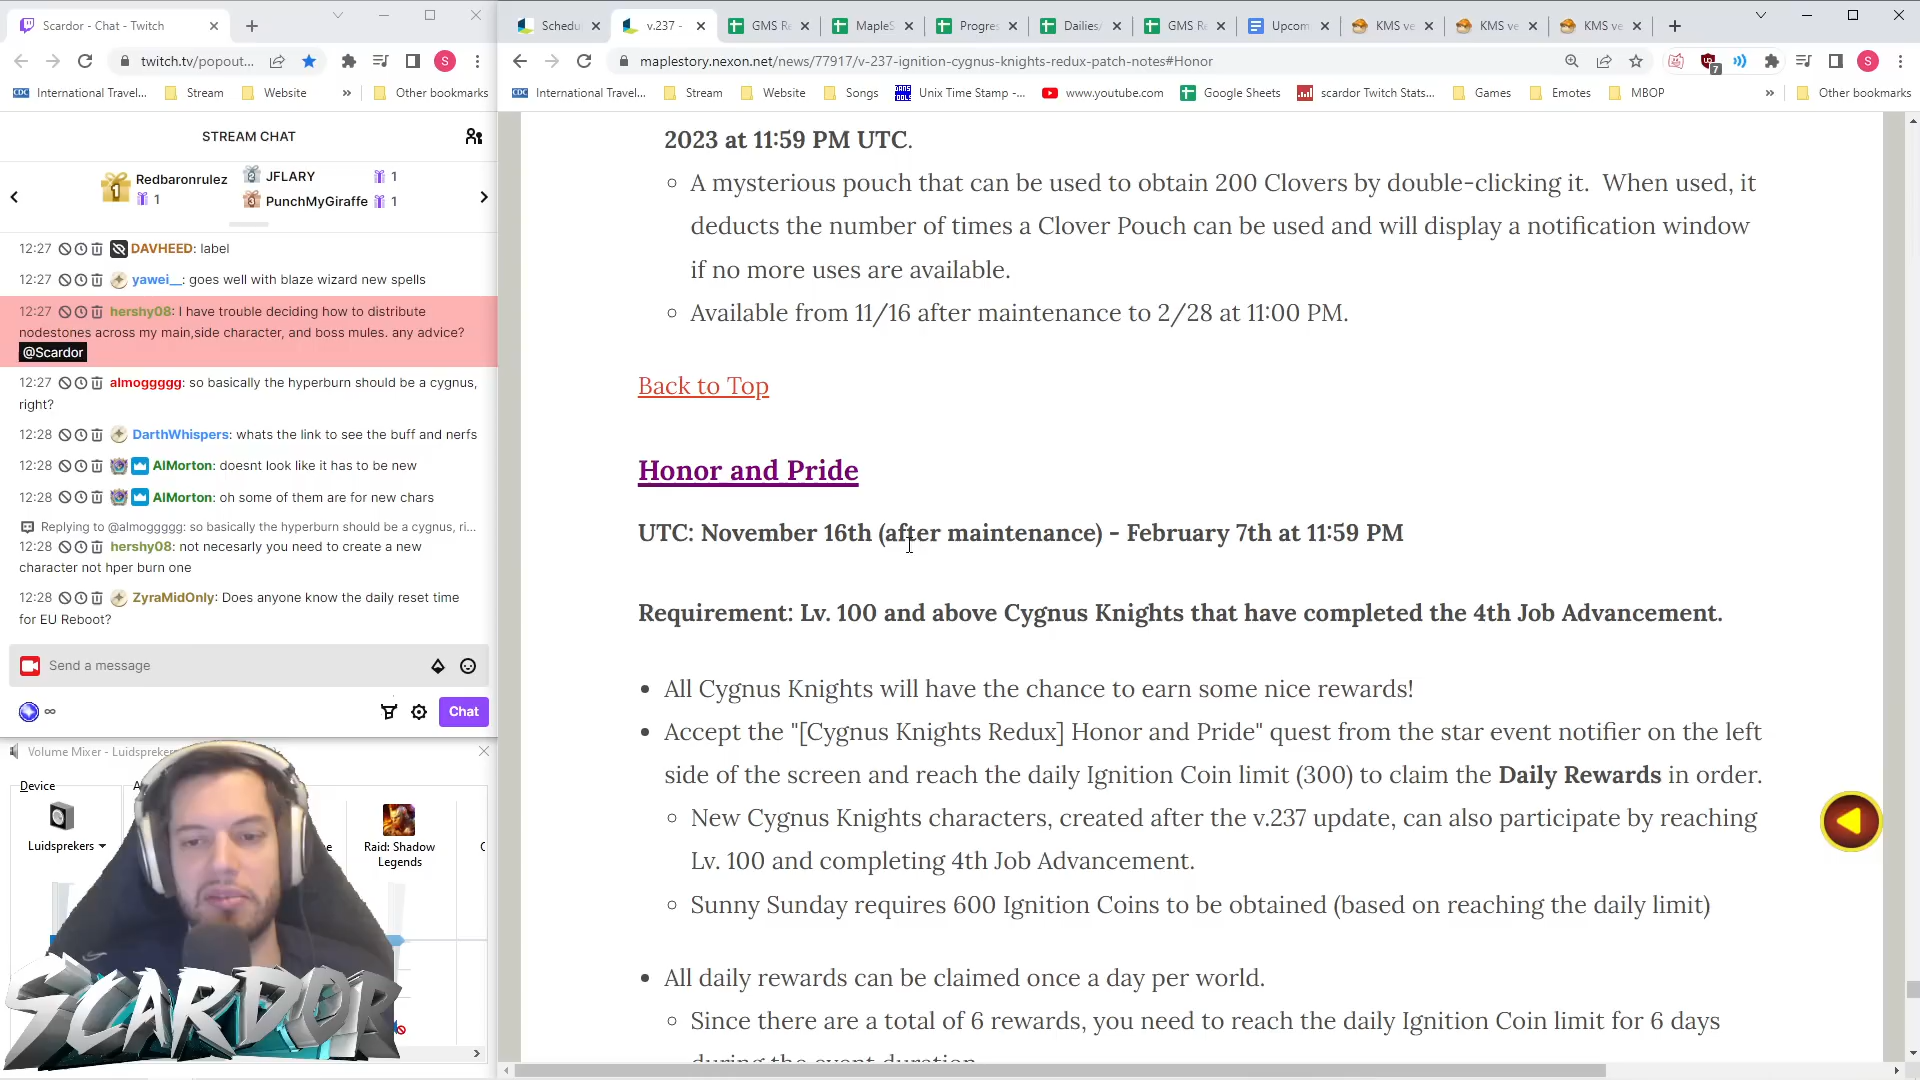 Scardor - Chat - Twitch
Schedu
v.237 -
GMS Re
MapleS
Progres
Dailies/
GMS Re
Upcom
KMS ve
KMS ve
KMS ve
twitch.tv/popout...
S
maplestory.nexon.net/news/77917/v-237-ignition-cygnus-knights-redux-patch-notes#Honor
7
S
CDC International Travel...
Stream
Website
»
Other bookmarks
CDC International Travel...
Stream
Website
Songs
Unix Time Stamp -...
www.youtube.com
Google Sheets
scardor Twitch Stats...
Games
Emotes
MBOP
»
Other bookmarks
STREAM CHAT
1 Redbaronrulez
1
2 JFLARY 1
3 PunchMyGiraffe 1
12:27 DAVHEED: label
12:27 yawei__: goes well with blaze wizard new spells
12:27 hershy08: I have trouble deciding how to distribute
nodestones across my main,side character, and boss mules. any advice?
@Scardor
12:27 almoggggg: so basically the hyperburn should be a cygnus,
right?
12:28 DarthWhispers: whats the link to see the buff and nerfs
12:28 AlMorton: doesnt look like it has to be new
12:28 AlMorton: oh some of them are for new chars
Replying to @almoggggg: so basically the hyperburn should be a cygnus, ri...
12:28 hershy08: not necesarly you need to create a new
character not hper burn one
12:28 ZyraMidOnly: Does anyone know the daily reset time
for EU Reboot?
Send a message
∞
Chat
Volume Mixer - Luidspreker
Device
A
Luidsprekers
Raid: Shadow
Legends
SCARDOR
2023 at 11:59 PM UTC.
A mysterious pouch that can be used to obtain 200 Clovers by double-clicking it. When used, it
deducts the number of times a Clover Pouch can be used and will display a notification window
if no more uses are available.
Available from 11/16 after maintenance to 2/28 at 11:00 PM.
Back to Top
Honor and Pride
UTC: November 16th (after maintenance) - February 7th at 11:59 PM
Requirement: Lv. 100 and above Cygnus Knights that have completed the 4th Job Advancement.
All Cygnus Knights will have the chance to earn some nice rewards!
Accept the "[Cygnus Knights Redux] Honor and Pride" quest from the star event notifier on the left
side of the screen and reach the daily Ignition Coin limit (300) to claim the Daily Rewards in order.
New Cygnus Knights characters, created after the v.237 update, can also participate by reaching
Lv. 100 and completing 4th Job Advancement.
Sunny Sunday requires 600 Ignition Coins to be obtained (based on reaching the daily limit)
All daily rewards can be claimed once a day per world.
Since there are a total of 6 rewards, you need to reach the daily Ignition Coin limit for 6 days
during the event duration.